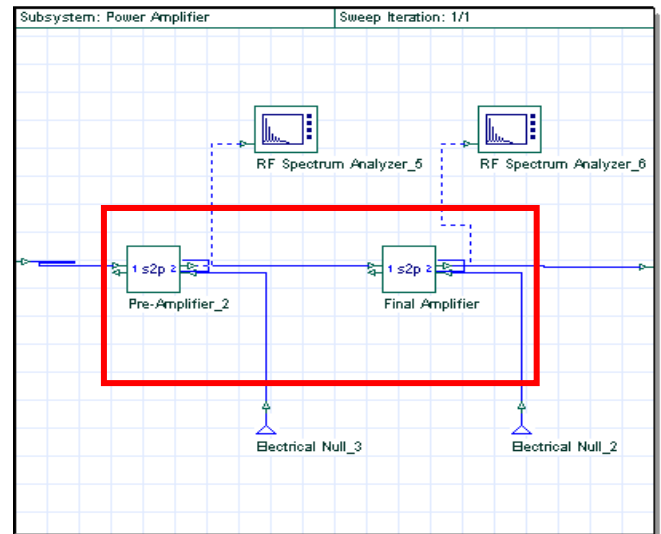 Subsystem: Power Amplifier
Sweep Iteration: 1/1
RF Spectrum Analyzer_5
RF Spectrum Analyzer_6
1 s2p 2
1 s2p 2
Pre-Amplifier_2
Final Amplifier
Electrical Null_3
Electrical Null_2